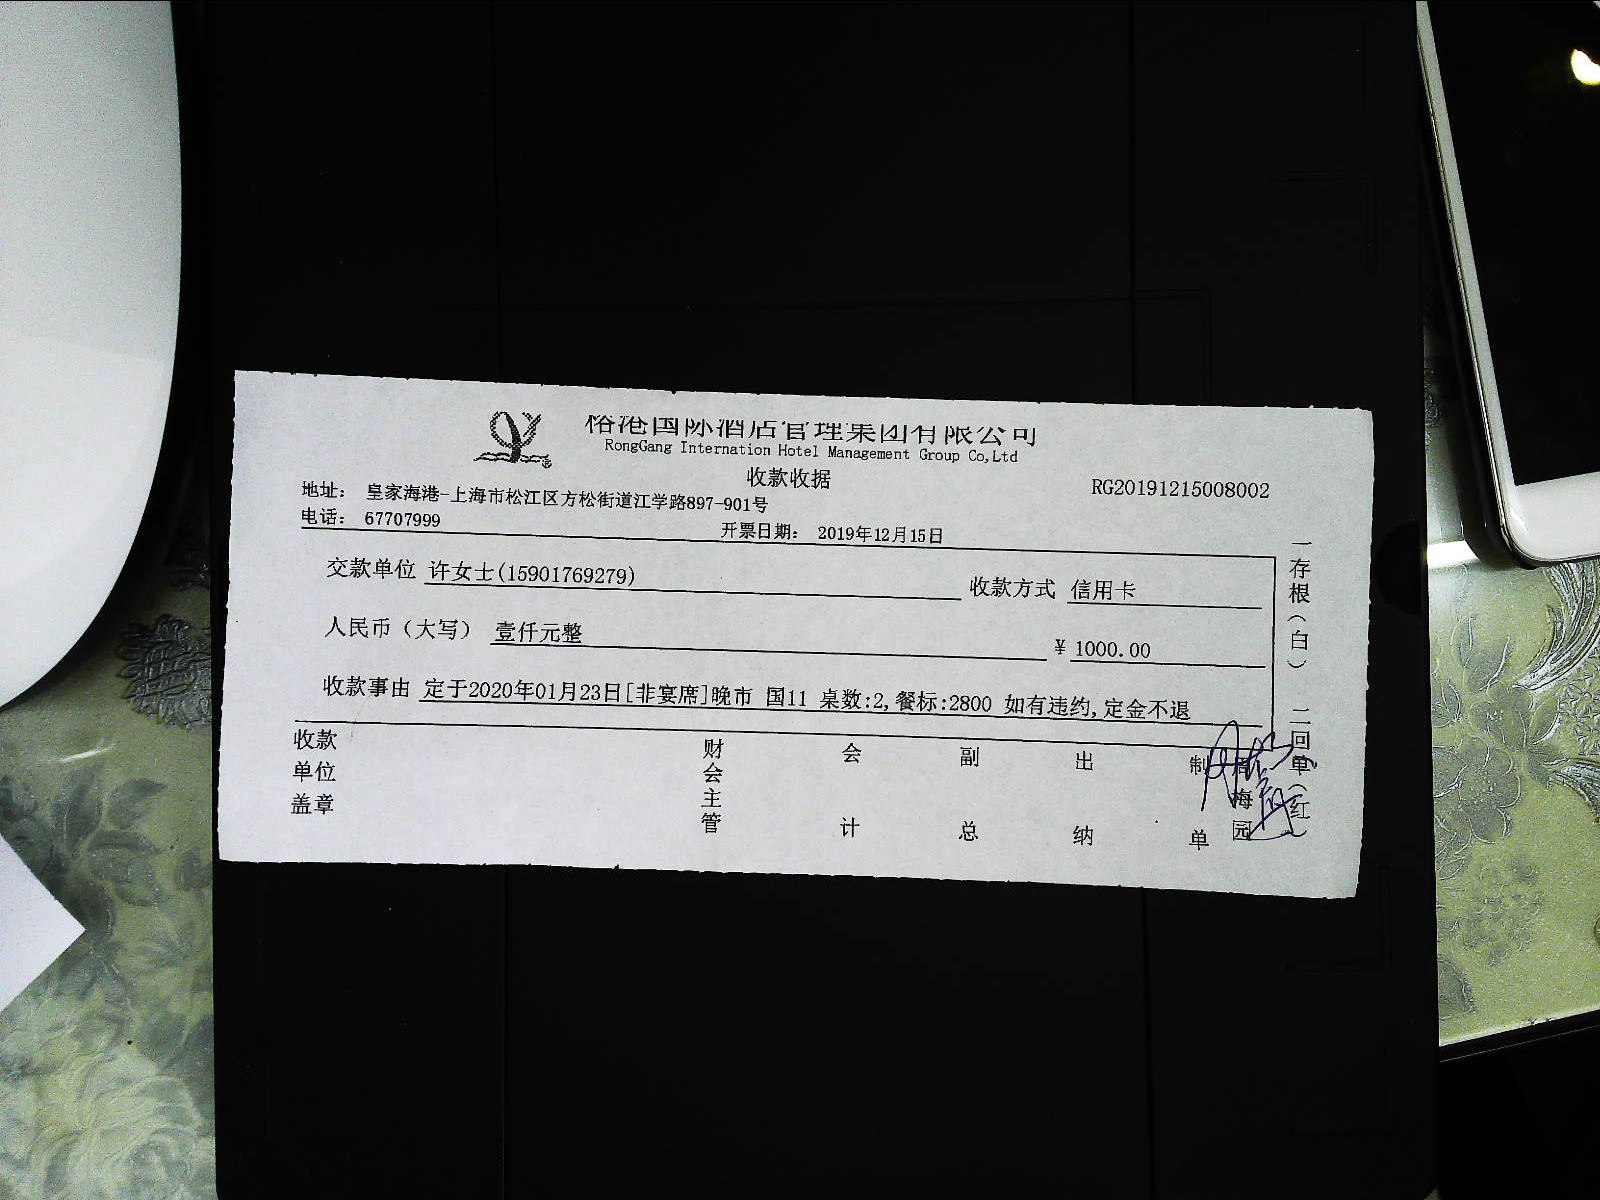 榕港国际酒店管理集团有限公司
RongGang Internation Hotel Management Group Co,Ltd
收款收据
RG20191215008002
地址: 皇家海港-上海市松江区方松街道江学路897-901号
电话: 67707999
开票日期: 2019年12月15日
交款单位 许女士(15901769279)
收款方式 信用卡
人民币（大写） 壹仟元整
¥ 1000.00
收款事由 定于2020年01月23日[非宴席]晚市 国11 桌数:2,餐标:2800 如有违约,定金不退
收款单位盖章
财会主管
会计
副总
出纳
制单
梅园
一存根（白） 二回单（红）